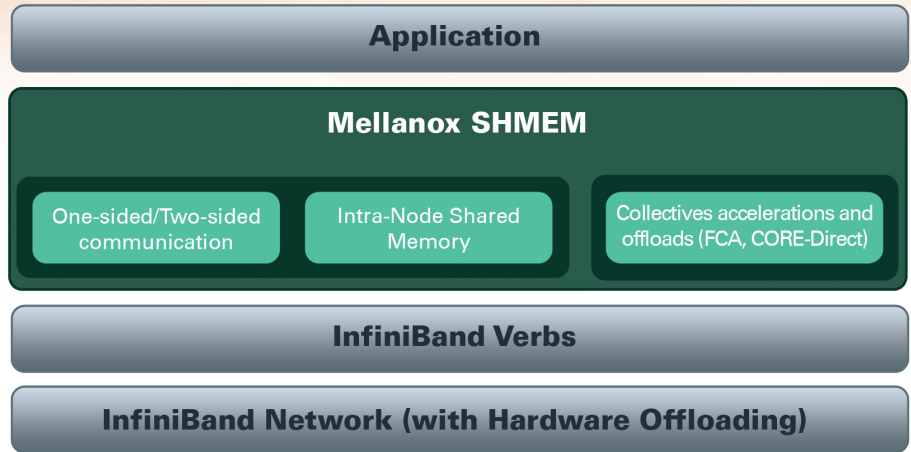 Application
Mellanox SHMEM
One-sided/Two-sided
communication
Intra-Node Shared
Memory
Collectives accelerations and
offloads (FCA, CORE-Direct)
InfiniBand Verbs
InfiniBand Network (with Hardware Offloading)